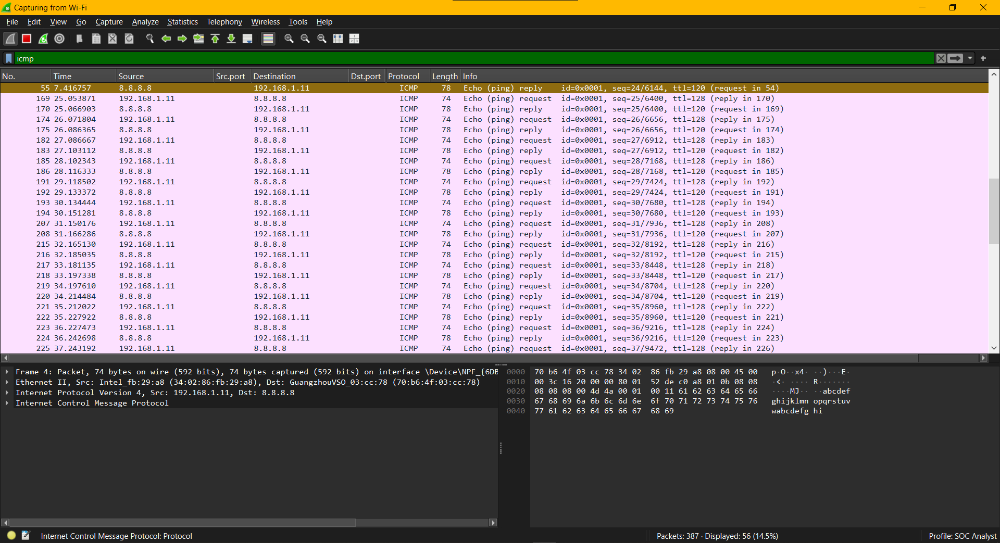 Capturing from Wi-Fi
File Edit View Go Capture Analyze Statistics Telephony Wireless Tools Help
icmp
No. Time Source Src.port Destination Dst.port Protocol Length Info
55 7.416757 8.8.8.8 192.168.1.11 ICMP 78 Echo (ping) reply id=0x0001, seq=24/6144, ttl=120 (request in 54)
169 25.053871 192.168.1.11 8.8.8.8 ICMP 74 Echo (ping) request id=0x0001, seq=25/6400, ttl=128 (reply in 170)
170 25.066903 8.8.8.8 192.168.1.11 ICMP 78 Echo (ping) reply id=0x0001, seq=25/6400, ttl=120 (request in 169)
174 26.071804 192.168.1.11 8.8.8.8 ICMP 74 Echo (ping) request id=0x0001, seq=26/6656, ttl=128 (reply in 175)
175 26.086365 8.8.8.8 192.168.1.11 ICMP 78 Echo (ping) reply id=0x0001, seq=26/6656, ttl=120 (request in 174)
182 27.086667 192.168.1.11 8.8.8.8 ICMP 74 Echo (ping) request id=0x0001, seq=27/6912, ttl=128 (reply in 183)
183 27.103112 8.8.8.8 192.168.1.11 ICMP 78 Echo (ping) reply id=0x0001, seq=27/6912, ttl=120 (request in 182)
185 28.102343 192.168.1.11 8.8.8.8 ICMP 74 Echo (ping) request id=0x0001, seq=28/7168, ttl=128 (reply in 186)
186 28.116333 8.8.8.8 192.168.1.11 ICMP 78 Echo (ping) reply id=0x0001, seq=28/7168, ttl=120 (request in 185)
191 29.118502 192.168.1.11 8.8.8.8 ICMP 74 Echo (ping) request id=0x0001, seq=29/7424, ttl=128 (reply in 192)
192 29.133372 8.8.8.8 192.168.1.11 ICMP 78 Echo (ping) reply id=0x0001, seq=29/7424, ttl=120 (request in 191)
193 30.134444 192.168.1.11 8.8.8.8 ICMP 74 Echo (ping) request id=0x0001, seq=30/7680, ttl=128 (reply in 194)
194 30.151281 8.8.8.8 192.168.1.11 ICMP 78 Echo (ping) reply id=0x0001, seq=30/7680, ttl=120 (request in 193)
207 31.150176 192.168.1.11 8.8.8.8 ICMP 74 Echo (ping) request id=0x0001, seq=31/7936, ttl=128 (reply in 208)
208 31.166286 8.8.8.8 192.168.1.11 ICMP 78 Echo (ping) reply id=0x0001, seq=31/7936, ttl=120 (request in 207)
215 32.165130 192.168.1.11 8.8.8.8 ICMP 74 Echo (ping) request id=0x0001, seq=32/8192, ttl=128 (reply in 216)
216 32.185035 8.8.8.8 192.168.1.11 ICMP 78 Echo (ping) reply id=0x0001, seq=32/8192, ttl=120 (request in 215)
217 33.181135 192.168.1.11 8.8.8.8 ICMP 74 Echo (ping) request id=0x0001, seq=33/8448, ttl=128 (reply in 218)
218 33.197338 8.8.8.8 192.168.1.11 ICMP 78 Echo (ping) reply id=0x0001, seq=33/8448, ttl=120 (request in 217)
219 34.197610 192.168.1.11 8.8.8.8 ICMP 74 Echo (ping) request id=0x0001, seq=34/8704, ttl=128 (reply in 220)
220 34.214484 8.8.8.8 192.168.1.11 ICMP 78 Echo (ping) reply id=0x0001, seq=34/8704, ttl=120 (request in 219)
221 35.212022 192.168.1.11 8.8.8.8 ICMP 74 Echo (ping) request id=0x0001, seq=35/8960, ttl=128 (reply in 222)
222 35.227922 8.8.8.8 192.168.1.11 ICMP 78 Echo (ping) reply id=0x0001, seq=35/8960, ttl=120 (request in 221)
223 36.227473 192.168.1.11 8.8.8.8 ICMP 74 Echo (ping) request id=0x0001, seq=36/9216, ttl=128 (reply in 224)
224 36.242698 8.8.8.8 192.168.1.11 ICMP 78 Echo (ping) reply id=0x0001, seq=36/9216, ttl=120 (request in 223)
225 37.243192 192.168.1.11 8.8.8.8 ICMP 74 Echo (ping) request id=0x0001, seq=37/9472, ttl=128 (reply in 226)
Frame 4: Packet, 74 bytes on wire (592 bits), 74 bytes captured (592 bits) on interface \Device\NPF_{6DB
Ethernet II, Src: Intel_fb:29:a8 (34:02:86:fb:29:a8), Dst: GuangzhouVSO_03:cc:78 (70:b6:4f:03:cc:78)
Internet Protocol Version 4, Src: 192.168.1.11, Dst: 8.8.8.8
Internet Control Message Protocol
0000 70 b6 4f 03 cc 78 34 02 86 fb 29 a8 08 00 45 00 p·O··x4· ··)···E·
0010 00 3c 16 20 00 00 80 01 52 de c0 a8 01 0b 08 08 ·<· ···· R·······
0020 08 08 08 00 4d 4a 00 01 00 11 61 62 63 64 65 66 ····MJ·· ··abcdef
0030 67 68 69 6a 6b 6c 6d 6e 6f 70 71 72 73 74 75 76 ghijklmn opqrstuv
0040 77 61 62 63 64 65 66 67 68 69 wabcdefg hi
Internet Control Message Protocol: Protocol
Packets: 387 · Displayed: 56 (14.5%)
Profile: SOC Analyst